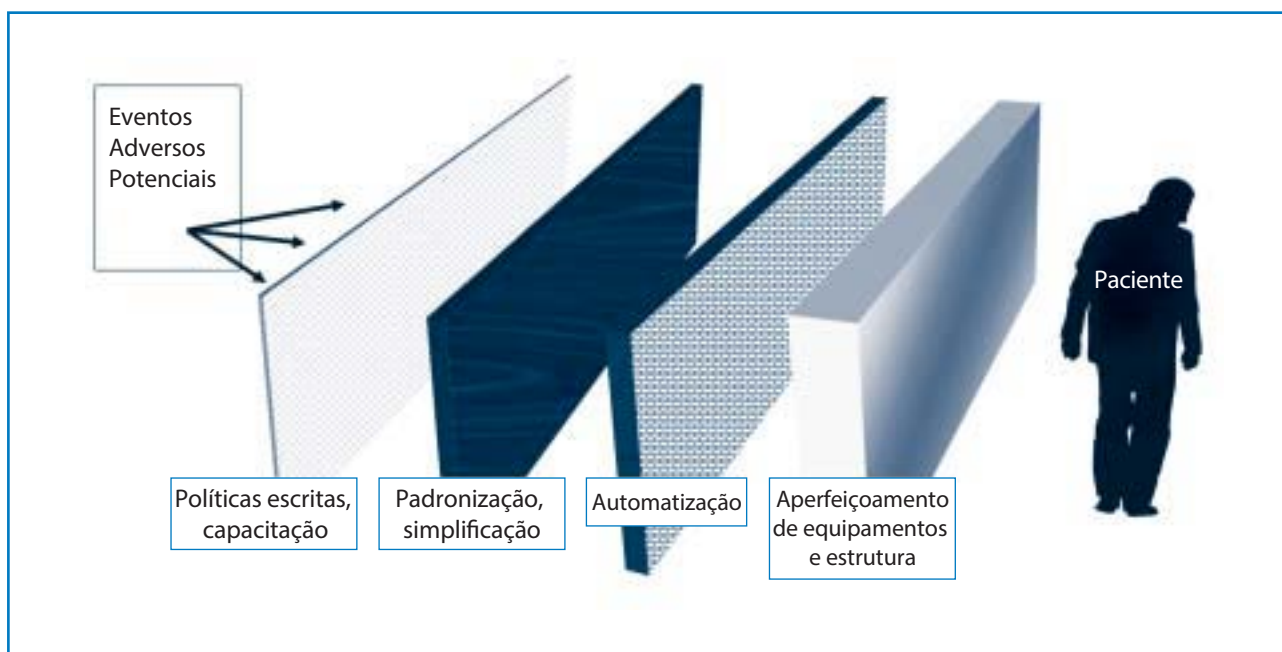 Eventos
Adversos
Potenciais
Paciente
Políticas escritas,
capacitação
Padronização,
simplificação
Automatização
Aperfeiçoamento
de equipamentos
e estrutura